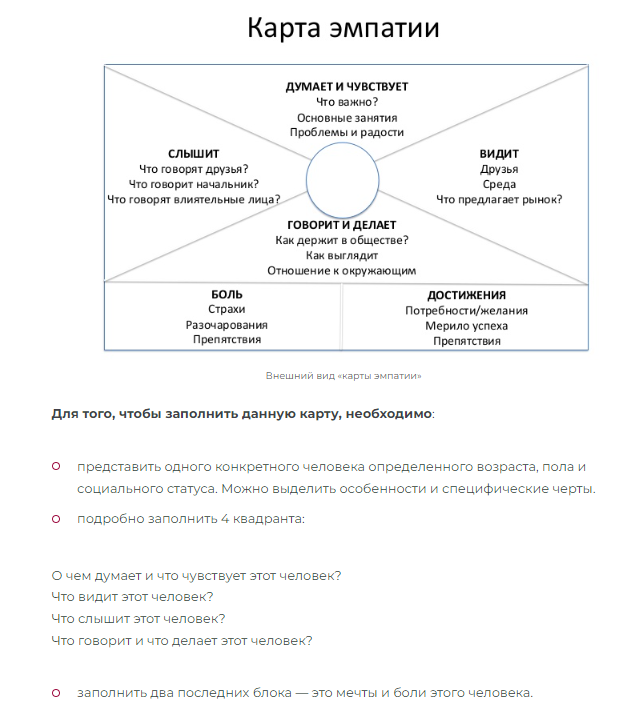 Карта эмпатии
ДУМАЕТ И ЧУВСТВУЕТ
Что важно?
Основные занятия
Проблемы и радости
СЛЫШИТ
Что говорят друзья?
Что говорит начальник?
Что говорят влиятельные лица?
ВИДИТ
Друзья
Среда
Что предлагает рынок?
ГОВОРИТ И ДЕЛАЕТ
Как держит в обществе?
Как выглядит
Отношение к окружающим
БОЛЬ
Страхи
Разочарования
Препятствия
ДОСТИЖЕНИЯ
Потребности/желания
Мерило успеха
Препятствия
Внешний вид «карты эмпатии»
Для того, чтобы заполнить данную карту, необходимо:
представить одного конкретного человека определенного возраста, пола и
социального статуса. Можно выделить особенности и специфические черты.
подробно заполнить 4 квадранта:
О чем думает и что чувствует этот человек?
Что видит этот человек?
Что слышит этот человек?
Что говорит и что делает этот человек?
заполнить два последних блока — это мечты и боли этого человека.